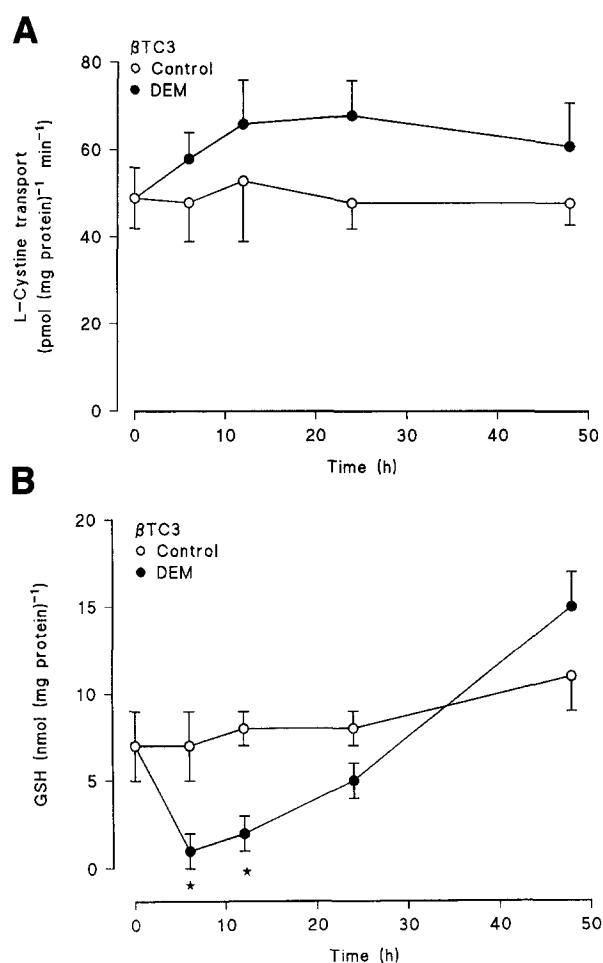 A
βTC3
○ Control
● DEM
80
60
40
20
0
L-Cystine transport
(pmol (mg protein)⁻¹ min⁻¹)
0 10 20 30 40 50
Time (h)
B
βTC3
○ Control
● DEM
20
15
10
5
0
GSH (nmol (mg protein)⁻¹)
★ ★
0 10 20 30 40 50
Time (h)